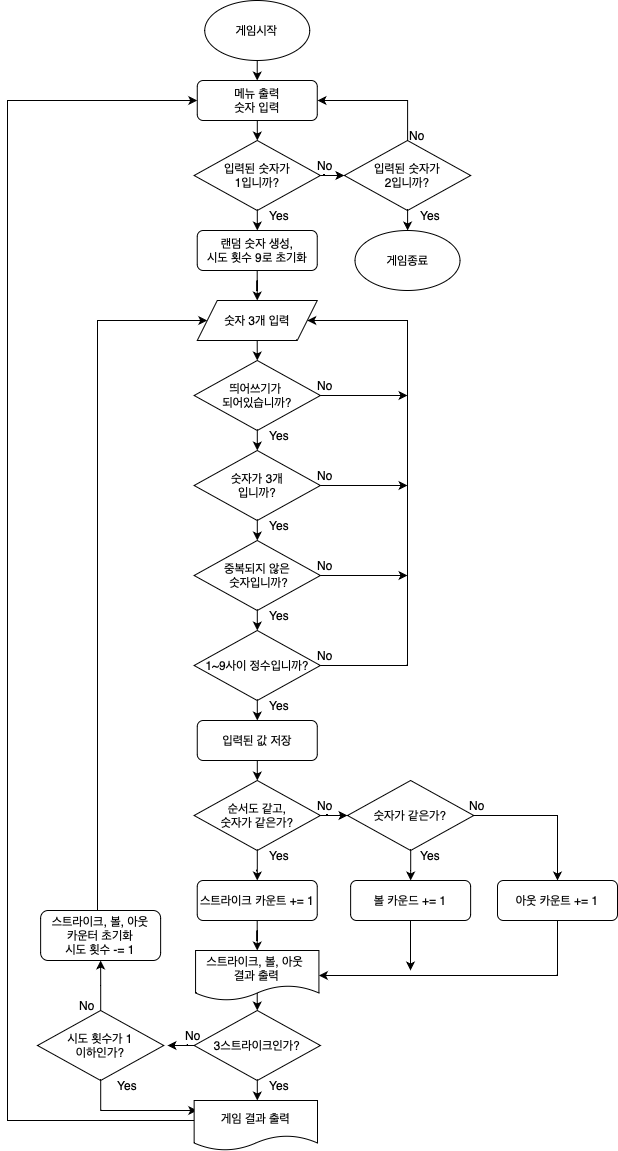 게임시작
메뉴 출력
숫자 입력
No
입력된 숫자가
1입니까?
No
입력된 숫자가
2입니까?
Yes
Yes
랜덤 숫자 생성,
시도 횟수 9로 초기화
게임종료
숫자 3개 입력
띄어쓰기가
되어있습니까?
No
Yes
숫자가 3개
입니까?
No
Yes
중복되지 않은
숫자입니까?
No
Yes
1~9사이 정수입니까?
No
Yes
입력된 값 저장
순서도 같고,
숫자가 같은가?
No
숫자가 같은가?
No
Yes
Yes
스트라이크 카운트 += 1
볼 카운드 += 1
아웃 카운트 += 1
스트라이크, 볼, 아웃
카운터 초기화
시도 횟수 -= 1
스트라이크, 볼, 아웃
결과 출력
No
시도 횟수가 1
이하인가?
No
3스트라이크인가?
Yes
Yes
게임 결과 출력